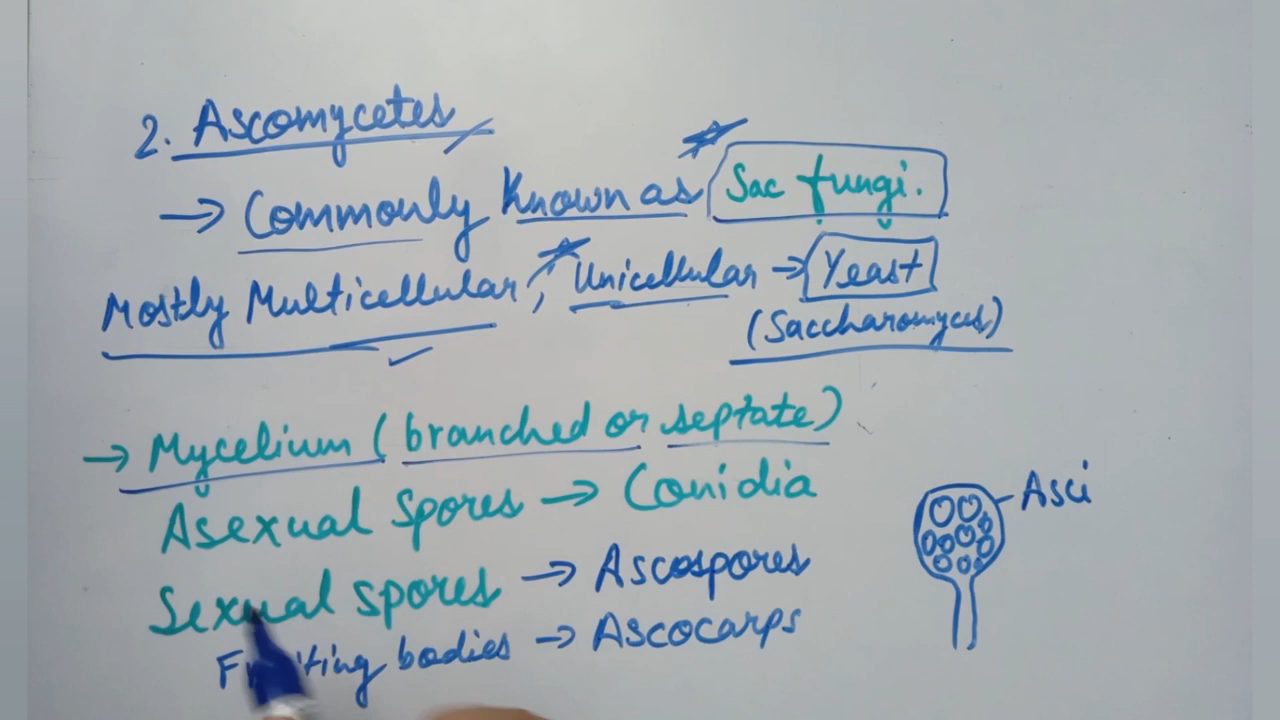 2. Ascomycetes
→ Commonly Known as Sac fungi.
Mostly Multicellular, Unicellular → Yeast
(Saccharomyces)
→ Mycelium (branched or septate)
Asexual spores → Conidia
Asci
Sexual spores → Ascospores
Fruiting bodies → Ascocarps